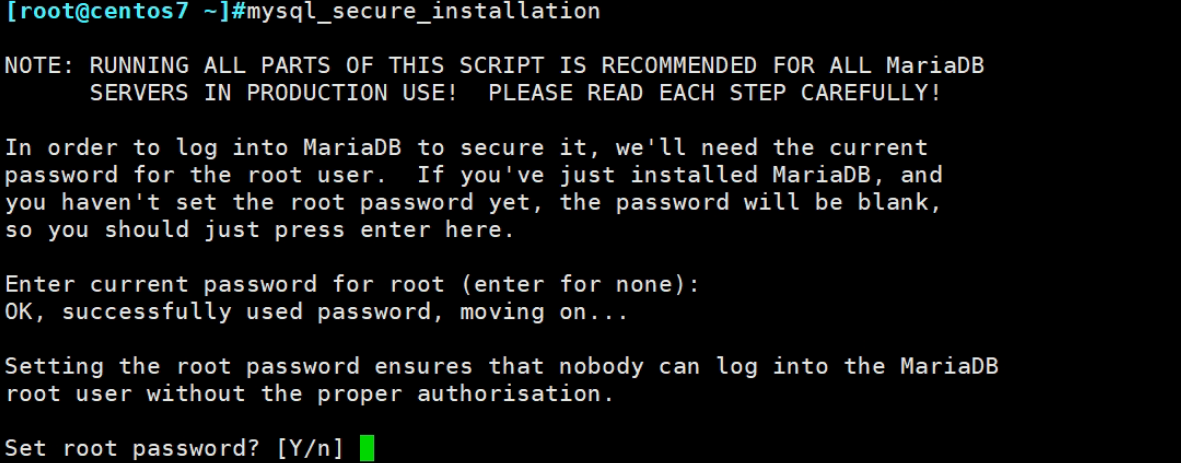 [root@centos7 ~]#mysql_secure_installation
NOTE: RUNNING ALL PARTS OF THIS SCRIPT IS RECOMMENDED FOR ALL MariaDB
SERVERS IN PRODUCTION USE!  PLEASE READ EACH STEP CAREFULLY!
In order to log into MariaDB to secure it, we'll need the current
password for the root user.  If you've just installed MariaDB, and
you haven't set the root password yet, the password will be blank,
so you should just press enter here.
Enter current password for root (enter for none):
OK, successfully used password, moving on...
Setting the root password ensures that nobody can log into the MariaDB
root user without the proper authorisation.
Set root password? [Y/n]